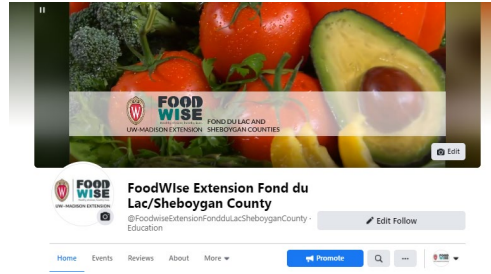 FOOD
WISE
UW-MADISON EXTENSION
FOND DU LAC AND
SHEBOYGAN COUNTIES
Edit
FOOD
WISE
UW-MADISON EXTENSION
FoodWIse Extension Fond du
Lac/Sheboygan County
@FoodwiseExtensionFondduLacSheboyganCounty ·
Education
Edit Follow
Home Events Reviews About More
Promote